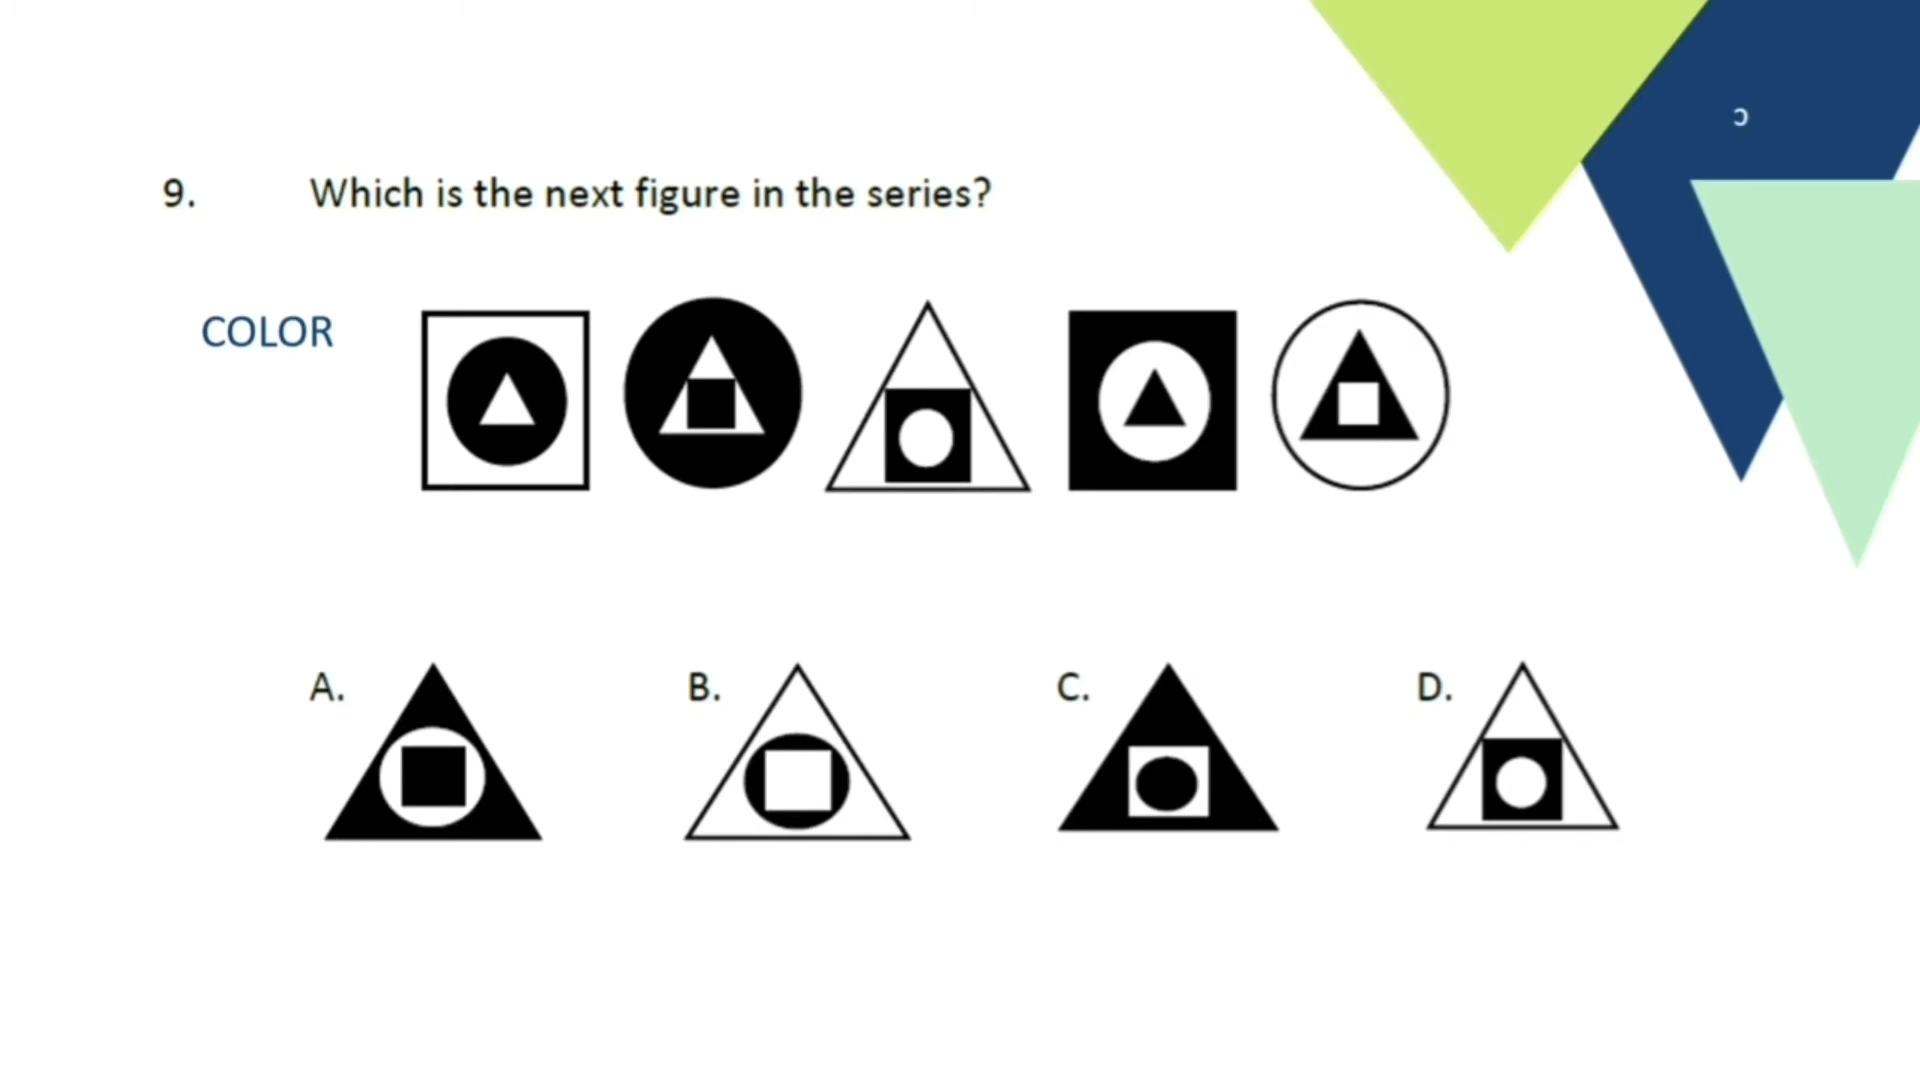 9. Which is the next figure in the series?
COLOR
A. B. C. D.